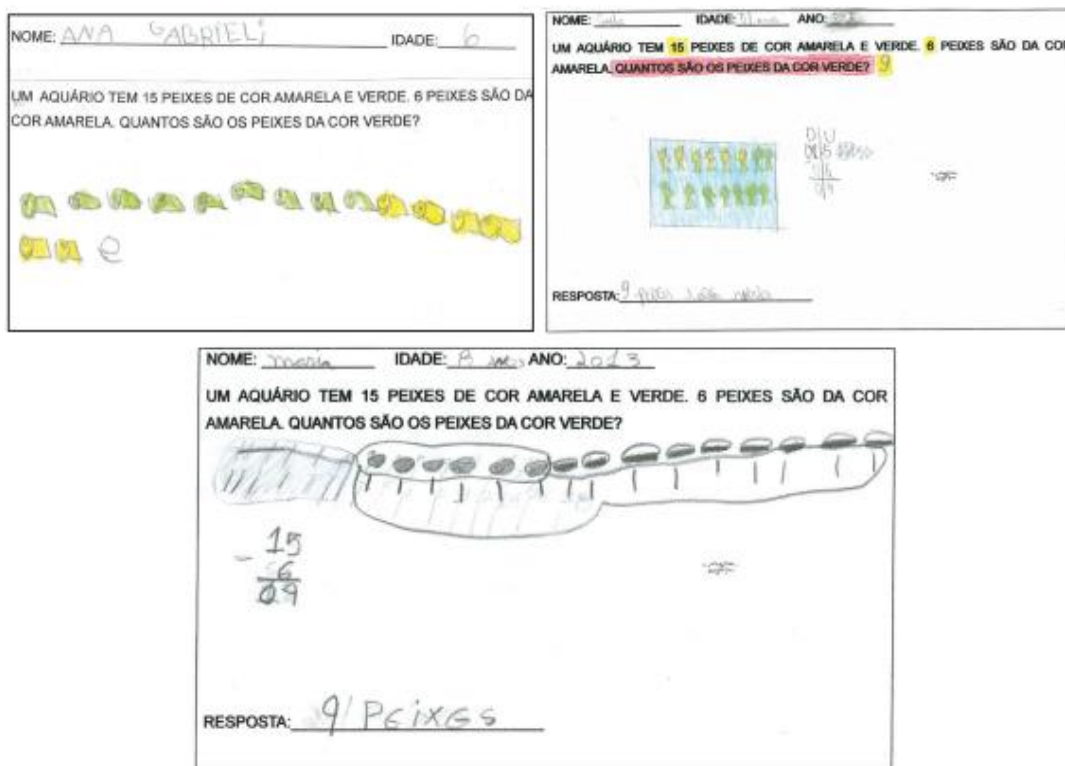 NOME: ANA GABRIELi IDADE: 6
UM AQUÁRIO TEM 15 PEIXES DE COR AMARELA E VERDE. 6 PEIXES SÃO DA
COR AMARELA. QUANTOS SÃO OS PEIXES DA COR VERDE?
e
NOME: IDADE: ANO:
UM AQUÁRIO TEM 15 PEIXES DE COR AMARELA E VERDE. 6 PEIXES SÃO DA COR
AMARELA. QUANTOS SÃO OS PEIXES DA COR VERDE? 9
D|U
RESPOSTA: 9
NOME: maria IDADE: 8 anos ANO: 2013
UM AQUÁRIO TEM 15 PEIXES DE COR AMARELA E VERDE. 6 PEIXES SÃO DA COR
AMARELA. QUANTOS SÃO OS PEIXES DA COR VERDE?
15
- 6
09
RESPOSTA: 9 PEiXES